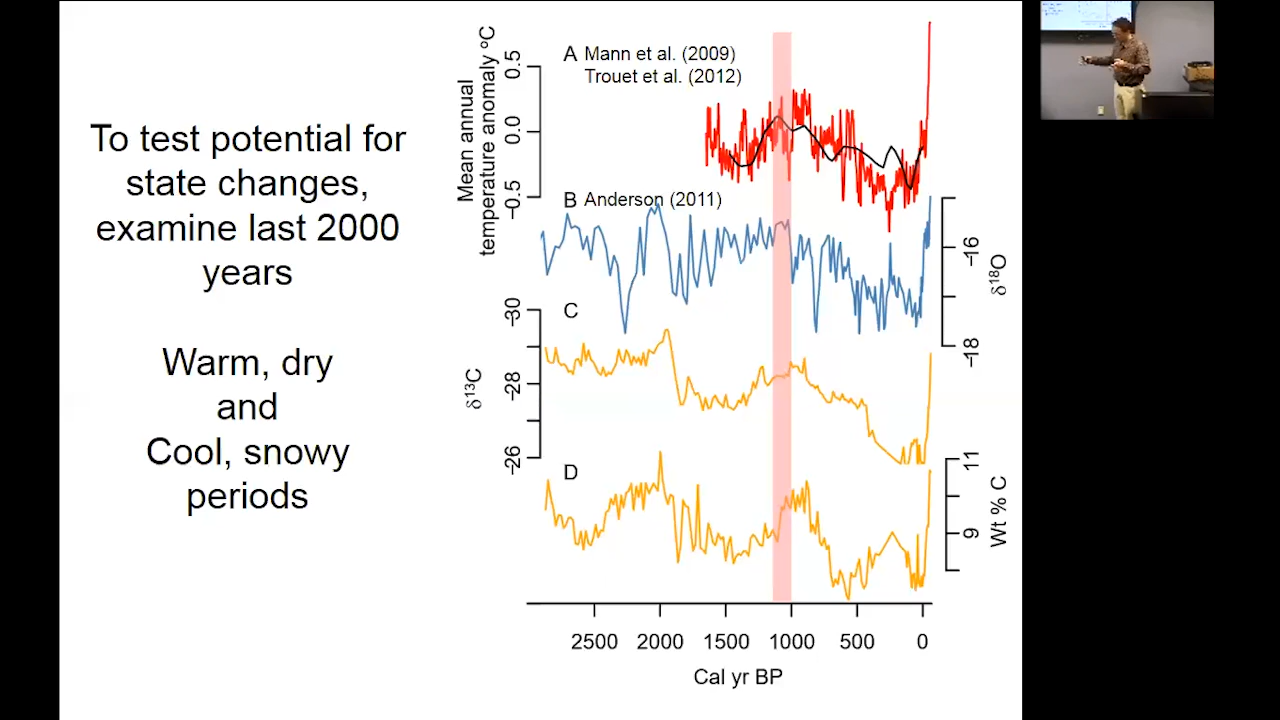 To test potential for
state changes,
examine last 2000
years
Warm, dry
and
Cool, snowy
periods
Mean annual
temperature anomaly ºC
0.5
0.0
-0.5
A Mann et al. (2009)
Trouet et al. (2012)
B Anderson (2011)
-16
-18
δ18O
C
-30
-28
-26
δ13C
D
11
9
Wt % C
2500 2000 1500 1000 500 0
Cal yr BP